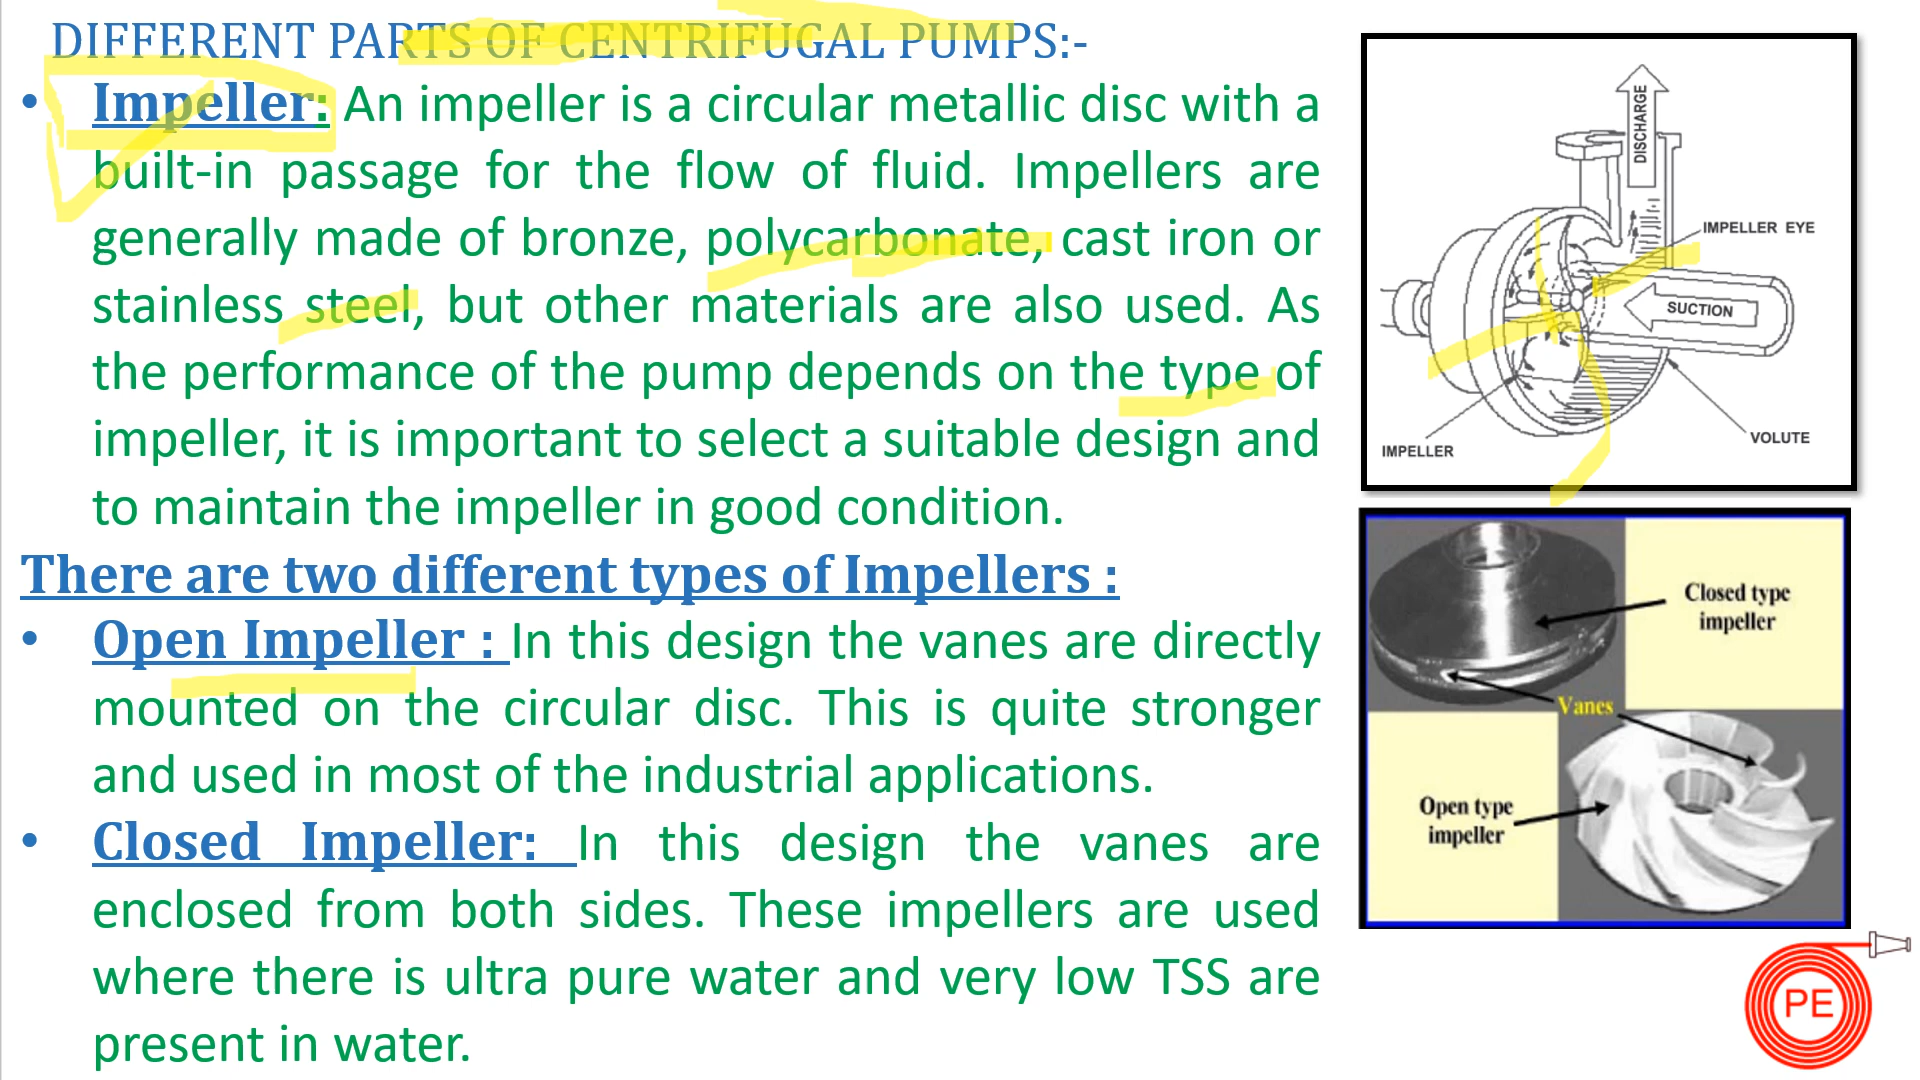 DIFFERENT PARTS OF CENTRIFUGAL PUMPS:-
• Impeller: An impeller is a circular metallic disc with a
built-in passage for the flow of fluid. Impellers are
generally made of bronze, polycarbonate, cast iron or
stainless steel, but other materials are also used. As
the performance of the pump depends on the type of
impeller, it is important to select a suitable design and
to maintain the impeller in good condition.
There are two different types of Impellers :
• Open Impeller : In this design the vanes are directly
mounted on the circular disc. This is quite stronger
and used in most of the industrial applications.
• Closed Impeller: In this design the vanes are
enclosed from both sides. These impellers are used
where there is ultra pure water and very low TSS are
present in water.
DISCHARGE
IMPELLER EYE
SUCTION
IMPELLER
VOLUTE
Closed type
impeller
Vanes
Open type
impeller
PE